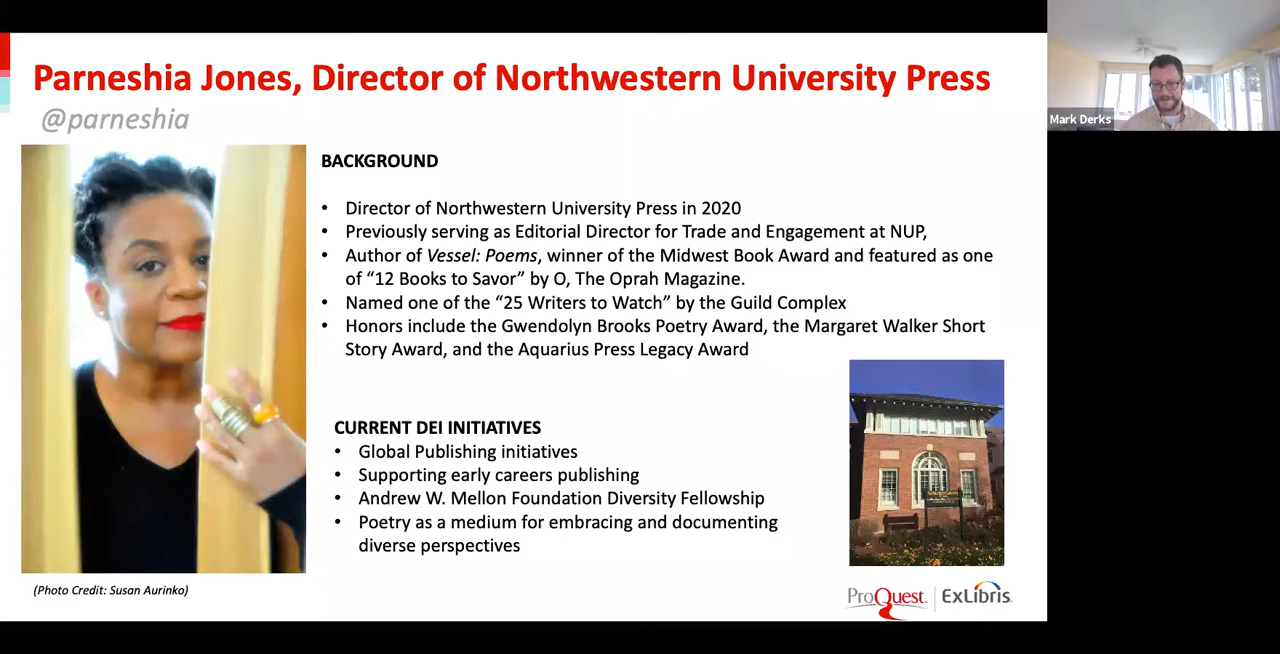 Parneshia Jones, Director of Northwestern University Press
@parneshia
Mark Derks
BACKGROUND
• Director of Northwestern University Press in 2020
• Previously serving as Editorial Director for Trade and Engagement at NUP,
• Author of Vessel: Poems, winner of the Midwest Book Award and featured as one
of “12 Books to Savor” by O, The Oprah Magazine.
• Named one of the “25 Writers to Watch” by the Guild Complex
• Honors include the Gwendolyn Brooks Poetry Award, the Margaret Walker Short
Story Award, and the Aquarius Press Legacy Award
CURRENT DEI INITIATIVES
• Global Publishing initiatives
• Supporting early careers publishing
• Andrew W. Mellon Foundation Diversity Fellowship
• Poetry as a medium for embracing and documenting
diverse perspectives
(Photo Credit: Susan Aurinko)
ProQuest | ExLibris